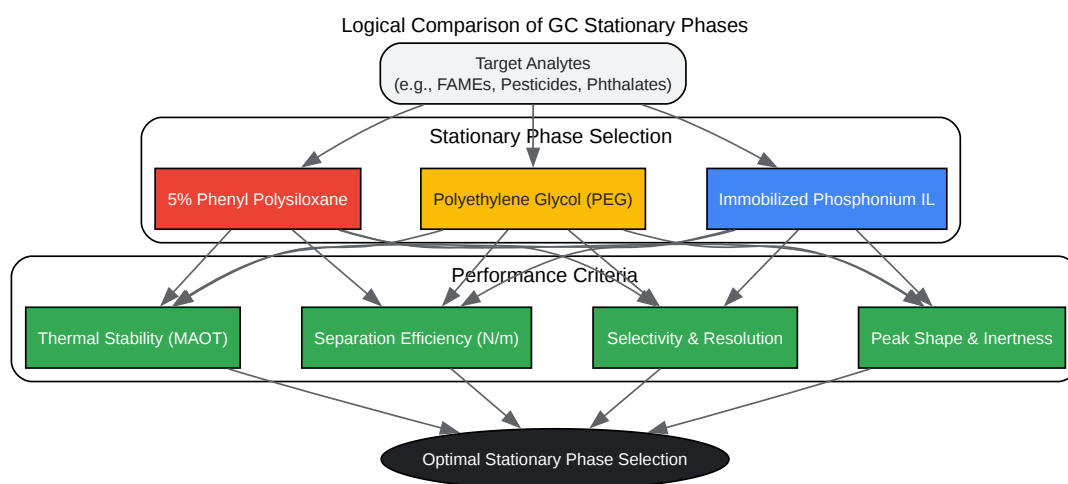 Logical Comparison of GC Stationary Phases
Target Analytes
(e.g., FAMEs, Pesticides, Phthalates)
Stationary Phase Selection
5% Phenyl Polysiloxane
Polyethylene Glycol (PEG)
Immobilized Phosphonium IL
Performance Criteria
Thermal Stability (MAOT)
Separation Efficiency (N/m)
Selectivity & Resolution
Peak Shape & Inertness
Optimal Stationary Phase Selection